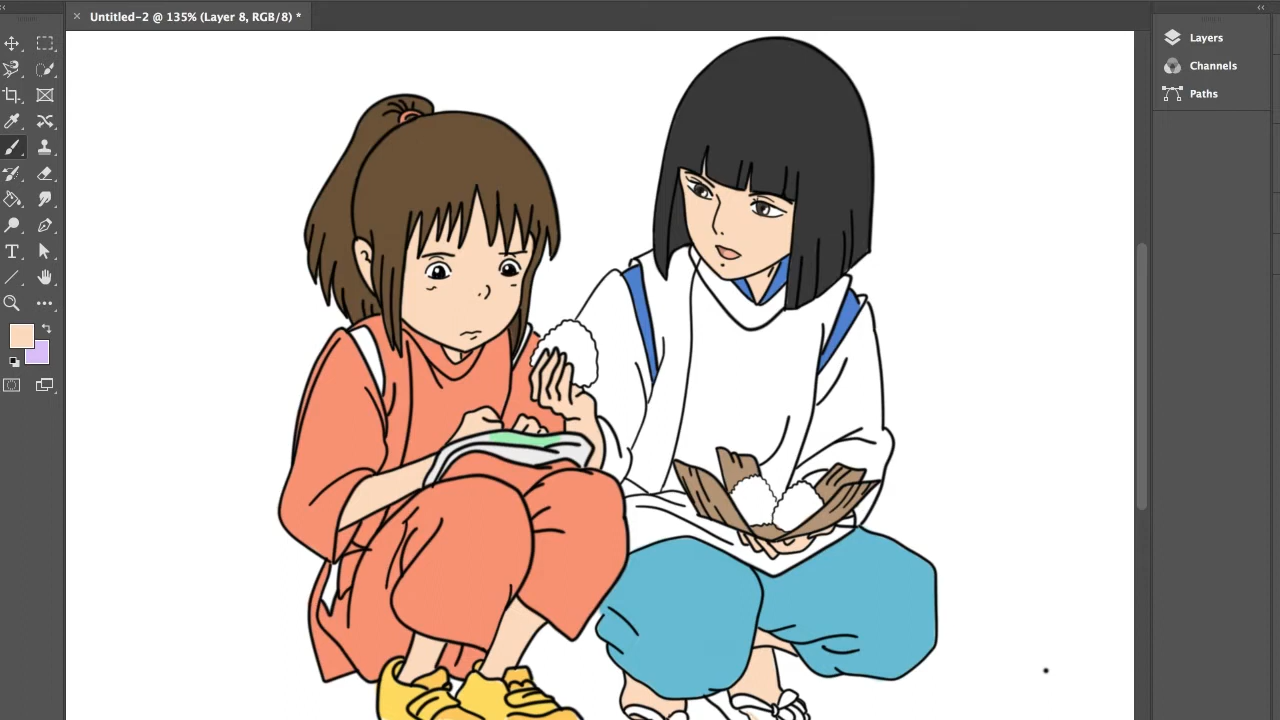 Untitled-2 @ 135% (Layer 8, RGB/8) *
Layers
Channels
Paths